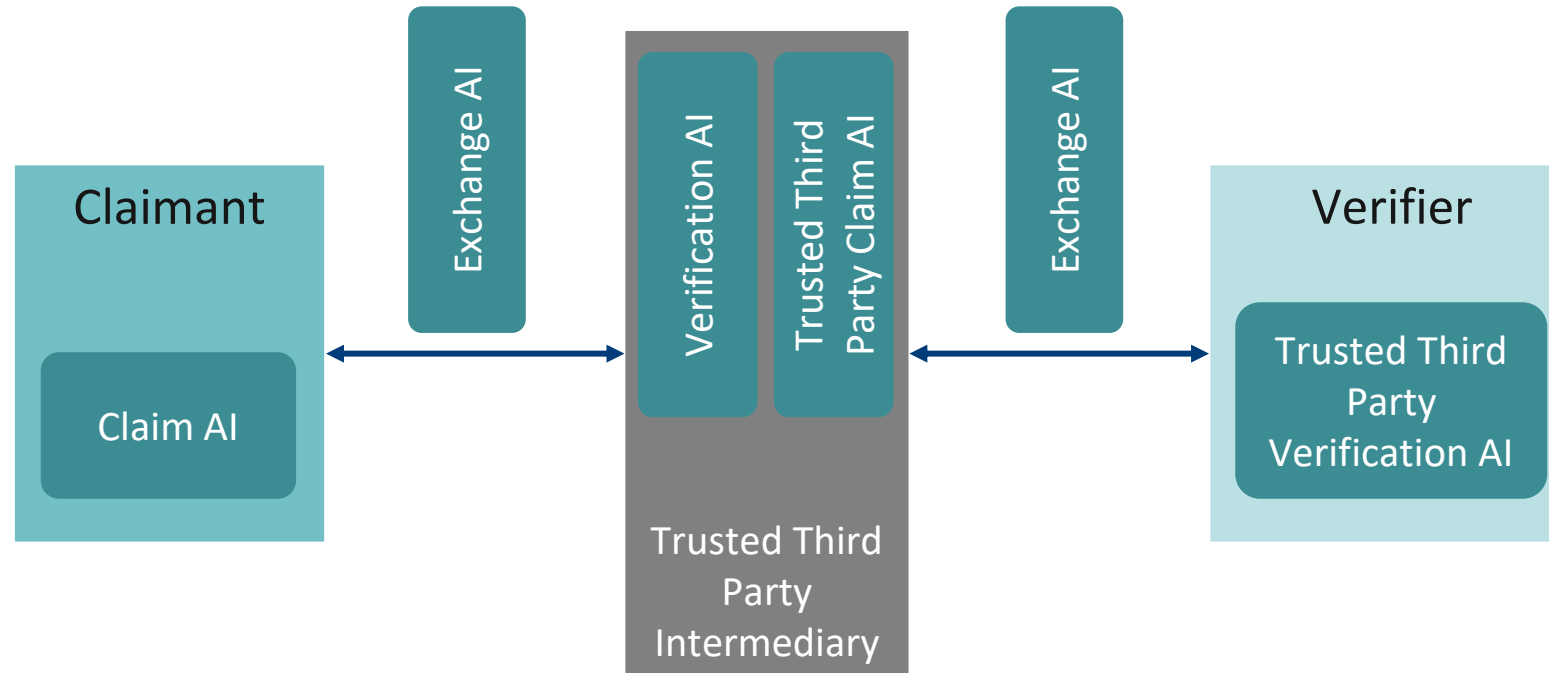 Claimant
Claim AI
Exchange AI
Verification AI
Trusted Third
Party Claim AI
Trusted Third
Party
Intermediary
Exchange AI
Verifier
Trusted Third
Party
Verification AI